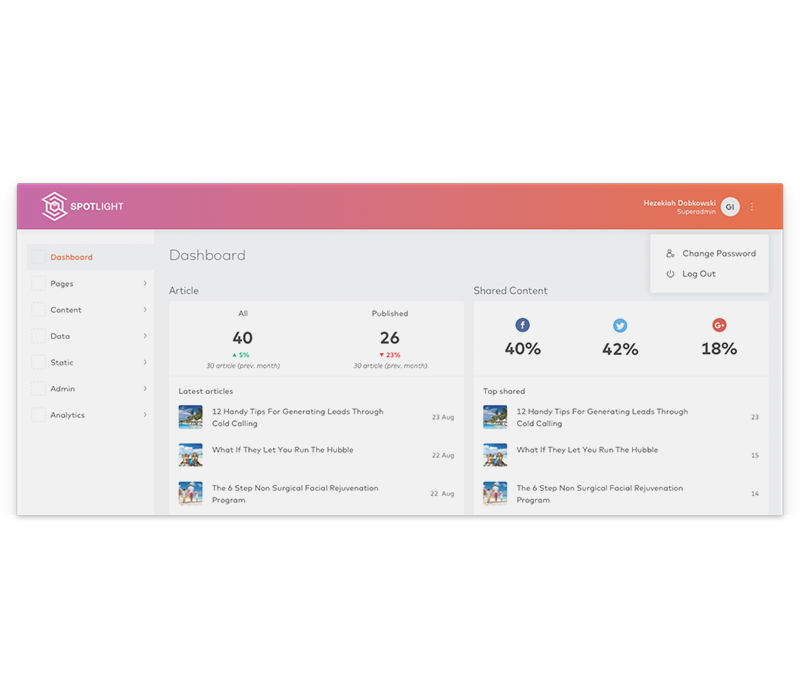 SPOTLIGHT
Hezekiah Dobkowski
Superadmin
GI
Change Password
Log Out
Dashboard
Pages
Content
Data
Static
Admin
Analytics
Dashboard
Article
All
Published
40
26
5%
23%
30 article (prev. month)
30 article (prev. month)
Latest articles
12 Handy Tips For Generating Leads Through
Cold Calling
23 Aug
What If They Let You Run The Hubble
22 Aug
The 6 Step Non Surgical Facial Rejuvenation
Program
22 Aug
Shared Content
f
G+
40%
42%
18%
Top shared
12 Handy Tips For Generating Leads Through
Cold Calling
23
What If They Let You Run The Hubble
15
The 6 Step Non Surgical Facial Rejuvenation
Program
14